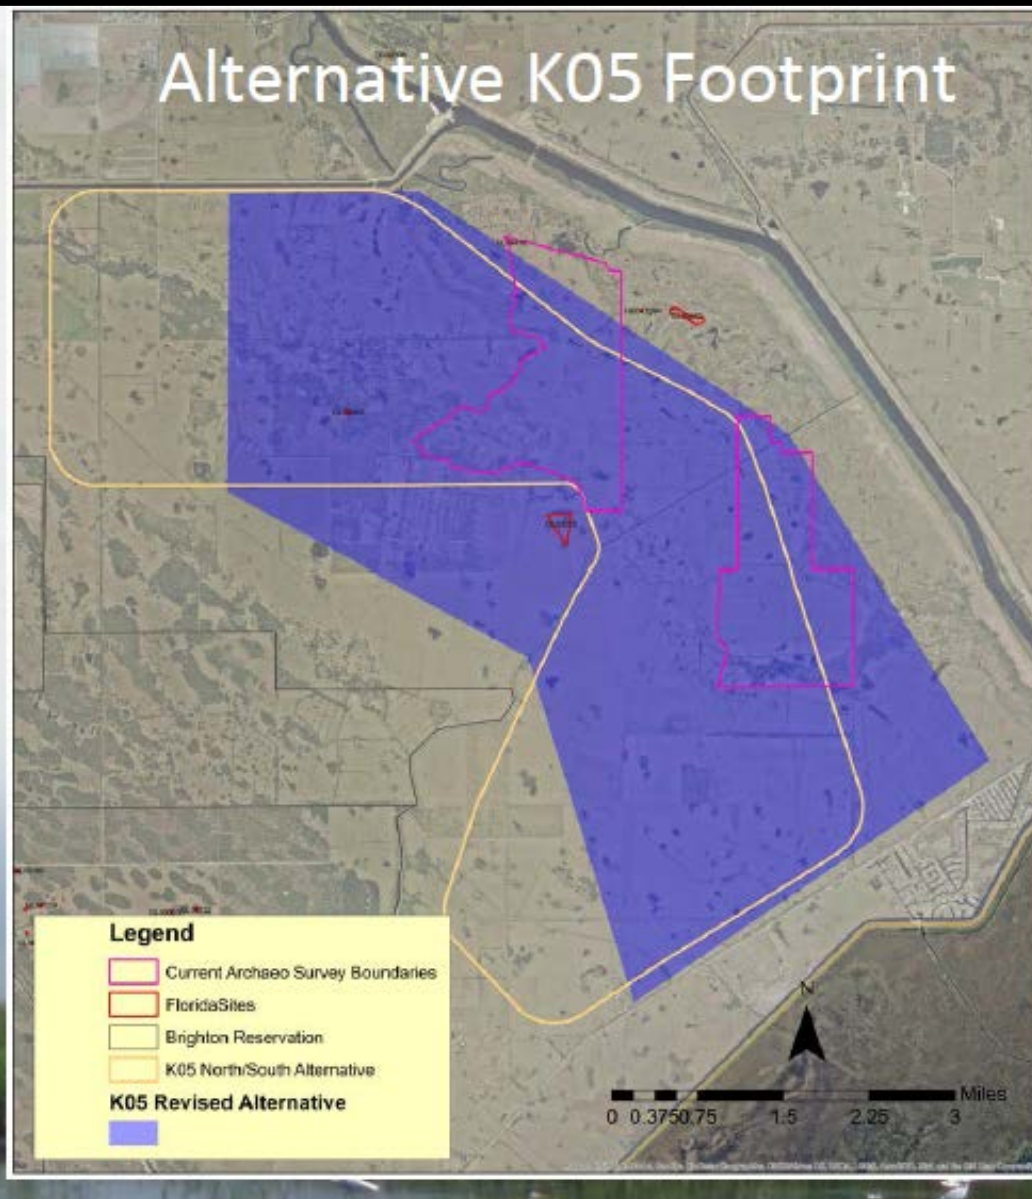 Alternative K05 Footprint
Legend
Current Archaeo Survey Boundaries
FloridaSites
Brighton Reservation
K05 North/South Alternative
K05 Revised Alternative
N
Miles
0 0.3750.75 1.5 2.25 3